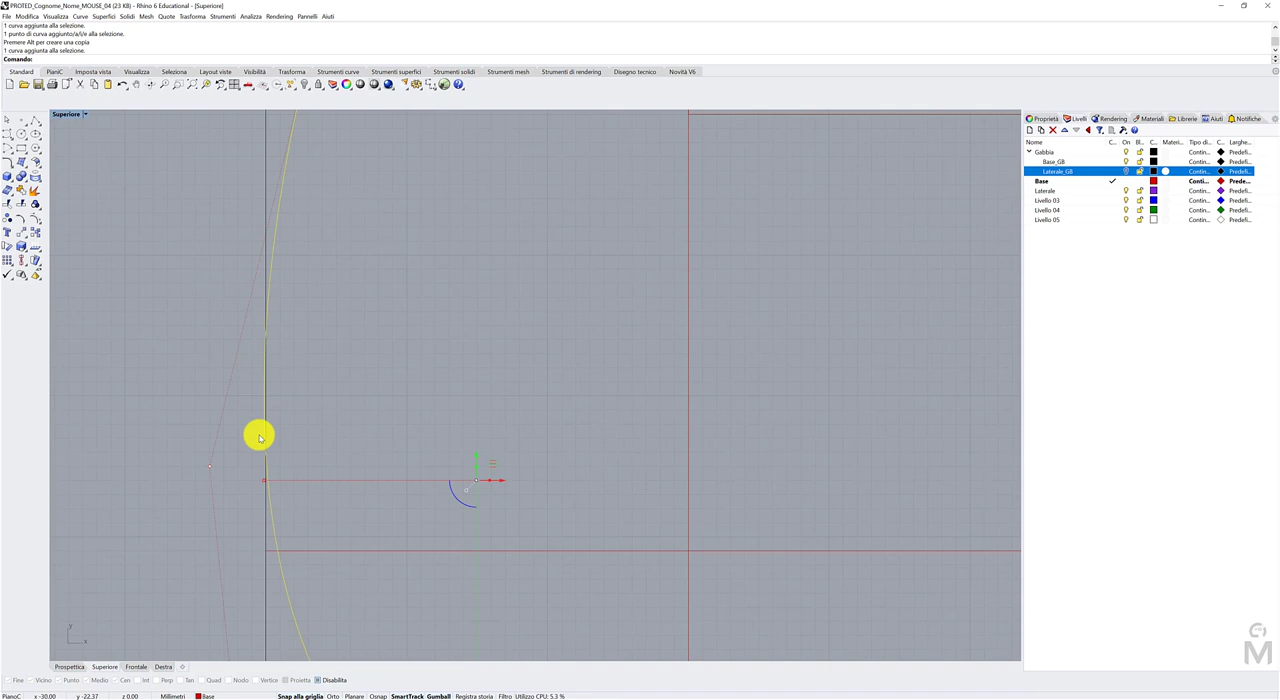 PROTED_Cognome_Nome_MOUSE_04 (23 KB) - Rhino 6 Educational - [Superiore]
File Modifica Visualizza Curve Superfici Solidi Mesh Quote Trasforma Strumenti Analizza Rendering Pannelli Aiuti
1 curva aggiunta alla selezione.
1 punto di curva aggiunto/a/i/e alla selezione.
Premere Alt per creare una copia
1 curva aggiunta alla selezione.
Comando:
Standard PianiC Imposta vista Visualizza Seleziona Layout viste Visibilità Trasforma Strumenti curve Strumenti superfici Strumenti solidi Strumenti mesh Strumenti di rendering Disegno tecnico Novità V6
Superiore
Proprietà Livelli Rendering Materiali Librerie Aiuti Notifiche
Nome C... On Bl... C... Materi... Tipo di... C... Larghe...
Gabbia Contin... Predefi...
Base_GB Contin... Predefi...
Laterale_GB Contin... Predefi...
Base Conti... Prede...
Laterale Contin... Predefi...
Livello 03 Contin... Predefi...
Livello 04 Contin... Predefi...
Livello 05 Contin... Predefi...
y
x
Prospettica Superiore Frontale Destra
Fine Vicino Punto Medio Cen Int Perp Tan Quad Nodo Vertice Proietta Disabilita
PianoC x -30.00 y -22.37 z 0.00 Millimetri Base Snap alla griglia Orto Planare Osnap SmartTrack Gumball Registra storia Filtro Utilizzo CPU: 5.3 %